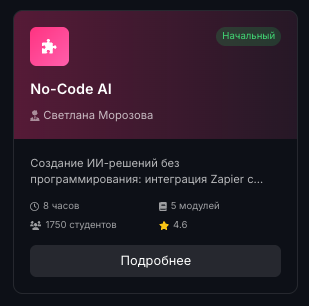 Начальный
No-Code AI
Светлана Морозова
Создание ИИ-решений без
программирования: интеграция Zapier с...
8 часов 5 модулей
1750 студентов 4.6
Подробнее